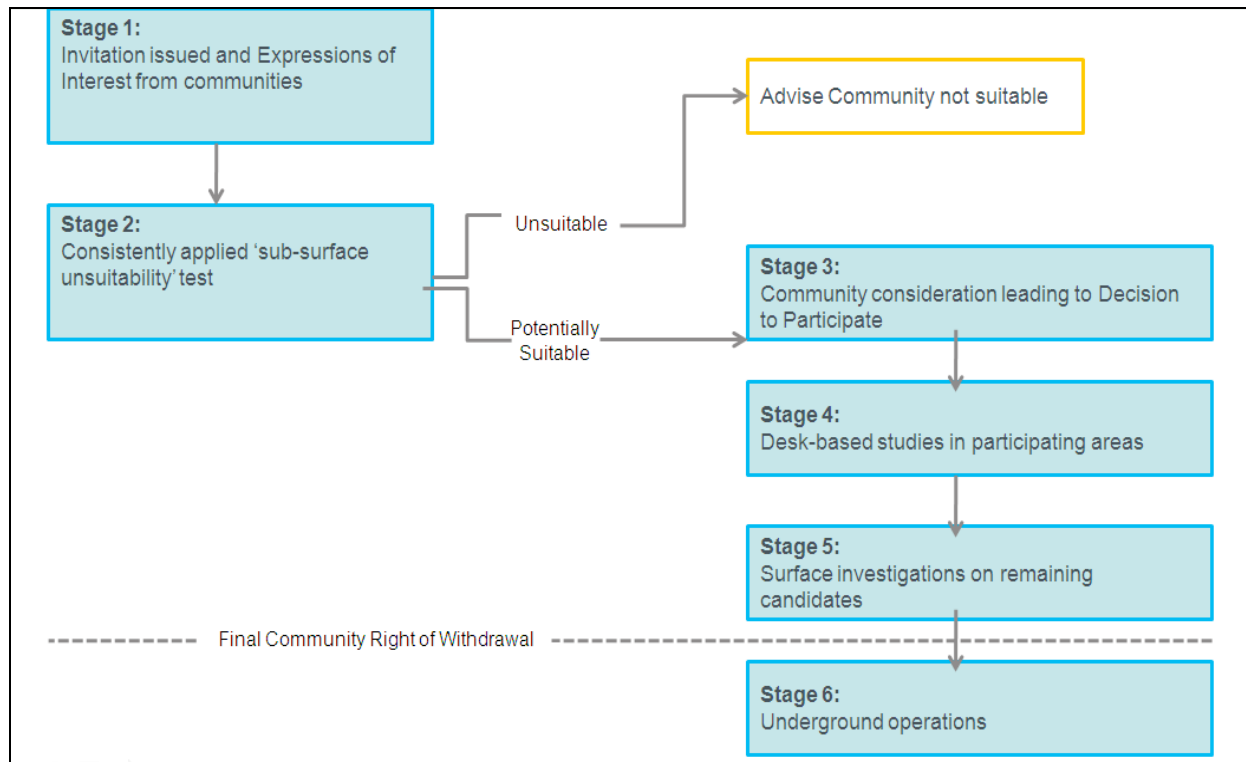 Stage 1:
Invitation issued and Expressions of
Interest from communities
Advise Community not suitable
Stage 2:
Consistently applied ‘sub-surface
unsuitability’ test
Unsuitable
Potentially
Suitable
Stage 3:
Community consideration leading to Decision
to Participate
Stage 4:
Desk-based studies in participating areas
Stage 5:
Surface investigations on remaining
candidates
Final Community Right of Withdrawal
Stage 6:
Underground operations